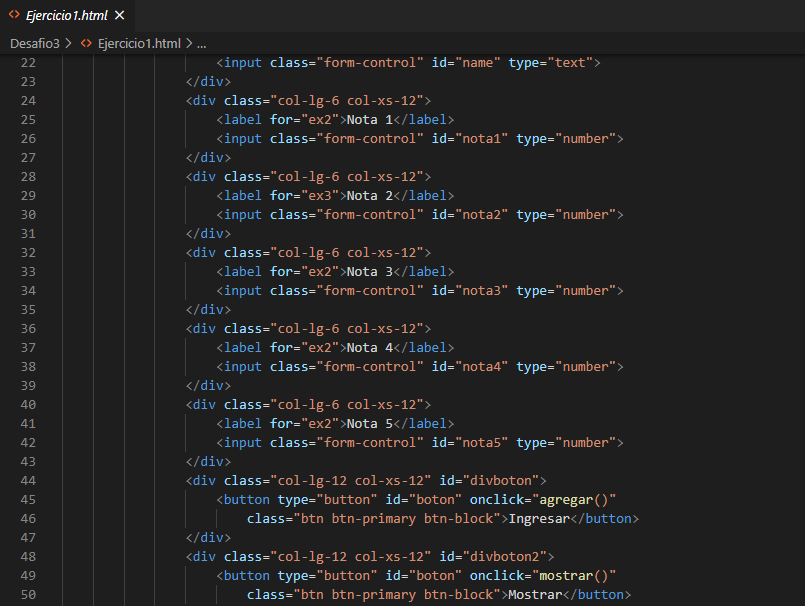 <> Ejercicio1.html ×
Desafio3 > <> Ejercicio1.html > ...
22 <input class="form-control" id="name" type="text">
23 </div>
24 <div class="col-lg-6 col-xs-12">
25 <label for="ex2">Nota 1</label>
26 <input class="form-control" id="nota1" type="number">
27 </div>
28 <div class="col-lg-6 col-xs-12">
29 <label for="ex3">Nota 2</label>
30 <input class="form-control" id="nota2" type="number">
31 </div>
32 <div class="col-lg-6 col-xs-12">
33 <label for="ex2">Nota 3</label>
34 <input class="form-control" id="nota3" type="number">
35 </div>
36 <div class="col-lg-6 col-xs-12">
37 <label for="ex2">Nota 4</label>
38 <input class="form-control" id="nota4" type="number">
39 </div>
40 <div class="col-lg-6 col-xs-12">
41 <label for="ex2">Nota 5</label>
42 <input class="form-control" id="nota5" type="number">
43 </div>
44 <div class="col-lg-12 col-xs-12" id="divboton">
45 <button type="button" id="boton" onclick="agregar()"
46 class="btn btn-primary btn-block">Ingresar</button>
47 </div>
48 <div class="col-lg-12 col-xs-12" id="divboton2">
49 <button type="button" id="boton" onclick="mostrar()"
50 class="btn btn-primary btn-block">Mostrar</button>